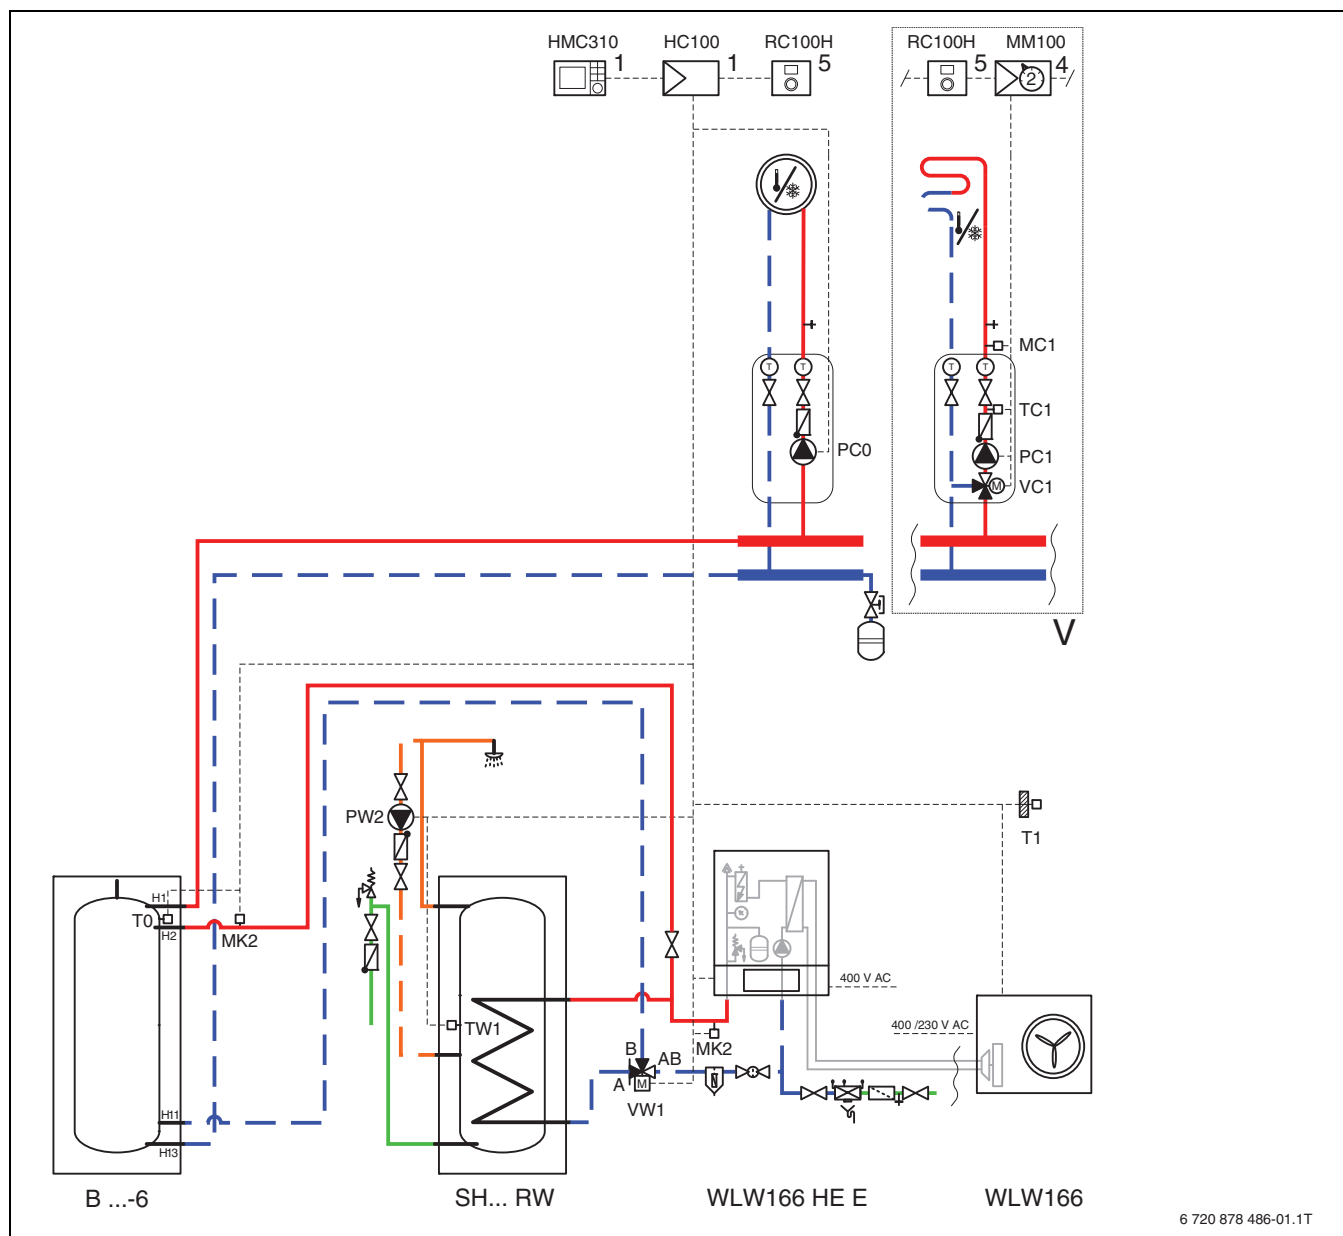 HMC310 HC100 RC100H RC100H MM100
1 1 5 5 2 4
T T T T
MC1
TC1
PC0 PC1
M VC1
V
PW2
T1
H1
T0
H2
MK2
400 V AC
400 /230 V AC
TW1
MK2
B AB
A M
VW1
H11
H13
B ...-6 SH... RW WLW166 HE E WLW166
6 720 878 486-01.1T